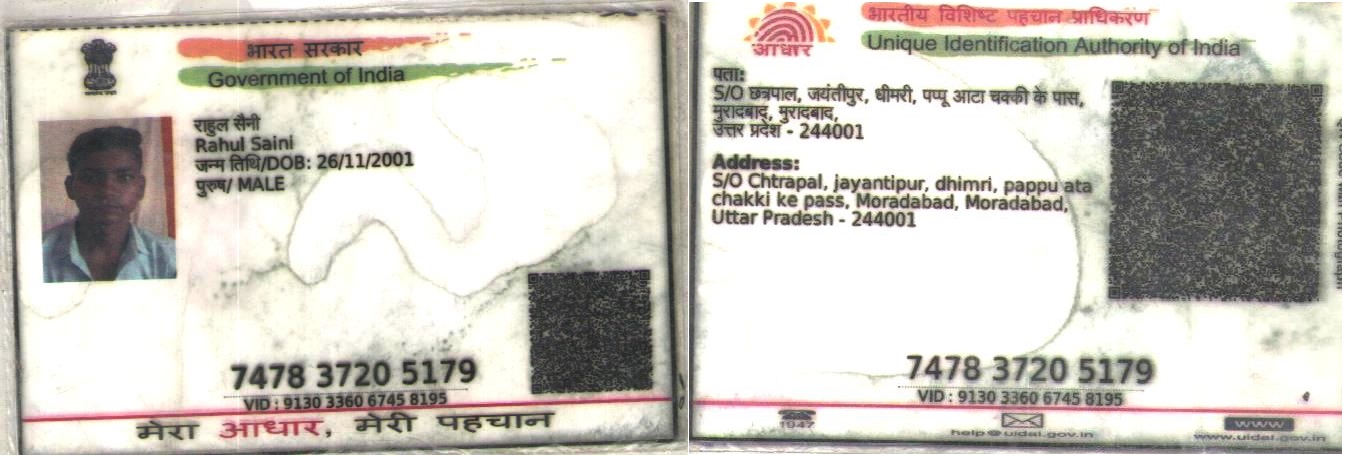 भारत सरकार
Government of India
राहुल सैनी
Rahul Saini
जन्म तिथि/DOB: 26/11/2001
पुरुष/ MALE
7478 3720 5179
VID : 9130 3360 6745 8195
मेरा आधार, मेरी पहचान
भारतीय विशिष्ट पहचान प्राधिकरण
आधार
Unique Identification Authority of India
पता:
S/O छत्रपाल, जयंतीपुर, धीमरी, पप्पू आटा चक्की के पास,
मुरादबाद, मुरादबाद,
उत्तर प्रदेश - 244001
Address:
S/O Chtrapal, jayantipur, dhimri, pappu ata
chakki ke pass, Moradabad, Moradabad,
Uttar Pradesh - 244001
7478 3720 5179
VID : 9130 3360 6745 8195
1947
help@uidai.gov.in
www
www.uidai.gov.in